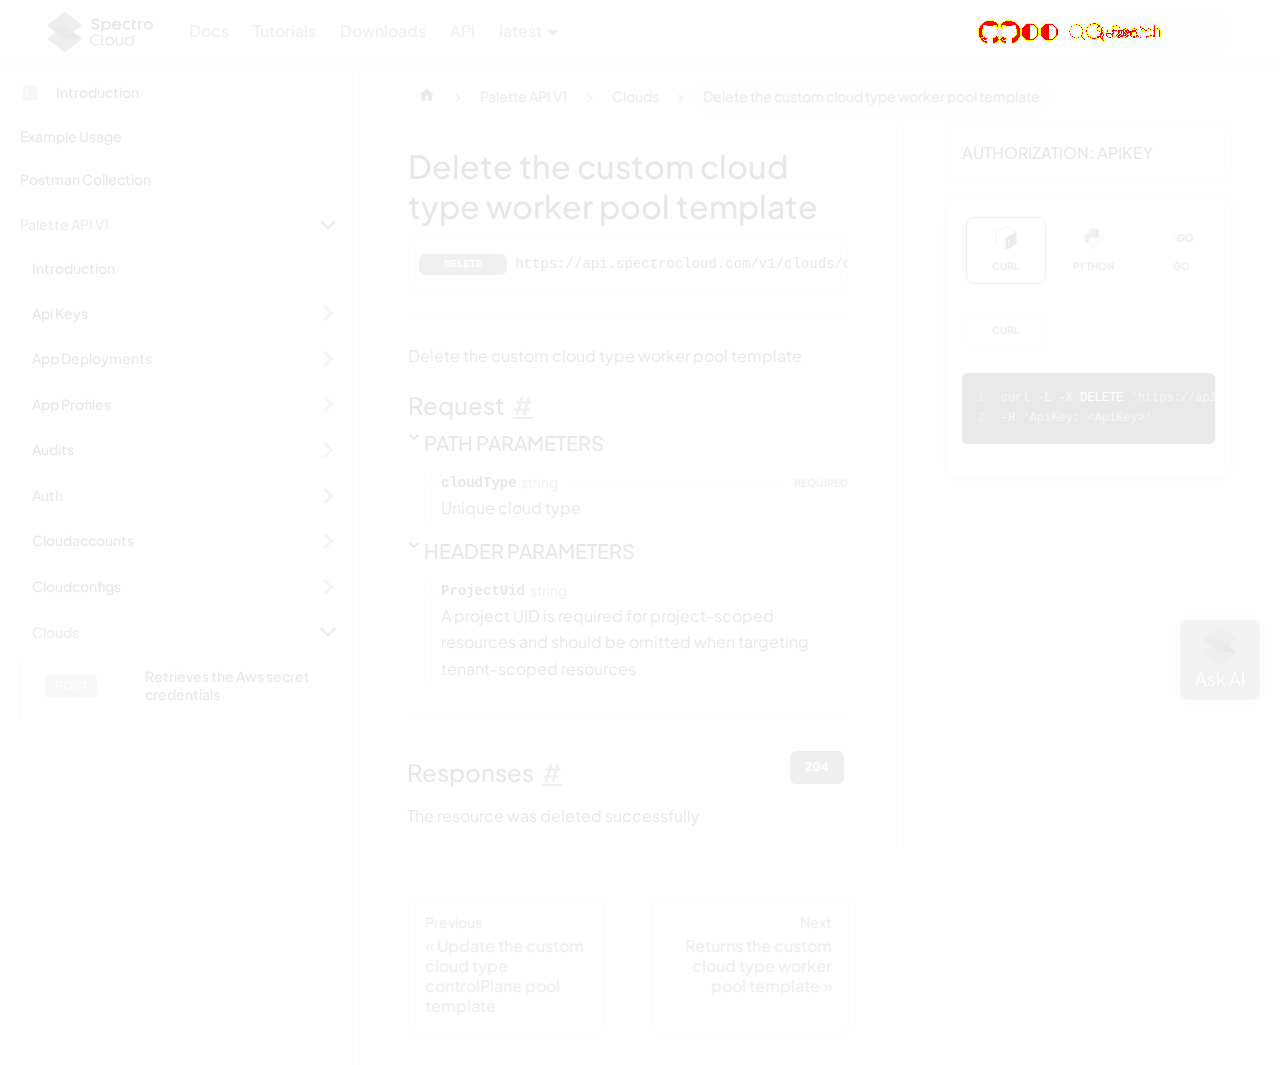 Spectro Cloud
Docs Tutorials Downloads API latest
Introduction
Example Usage
Postman Collection
Palette API V1
Introduction
Api Keys
App Deployments
App Profiles
Audits
Auth
Cloudaccounts
Cloudconfigs
Clouds
POST Retrieves the Aws secret
credentials
Palette API V1 Clouds Delete the custom cloud type worker pool template
Delete the custom cloud
type worker pool template
DELETE https://api.spectrocloud.com/v1/clouds/c
Delete the custom cloud type worker pool template
Request #
PATH PARAMETERS
cloudType string REQUIRED
Unique cloud type
HEADER PARAMETERS
ProjectUid string
A project UID is required for project-scoped
resources and should be omitted when targeting
tenant-scoped resources
Responses # 204
The resource was deleted successfully
Previous
« Update the custom
cloud type
controlPlane pool
template
Next
Returns the custom
cloud type worker
pool template »
AUTHORIZATION: APIKEY
CURL PYTHON GO
CURL
1 curl -L -X DELETE 'https://api
2 -H 'ApiKey: <ApiKey>'
Ask AI